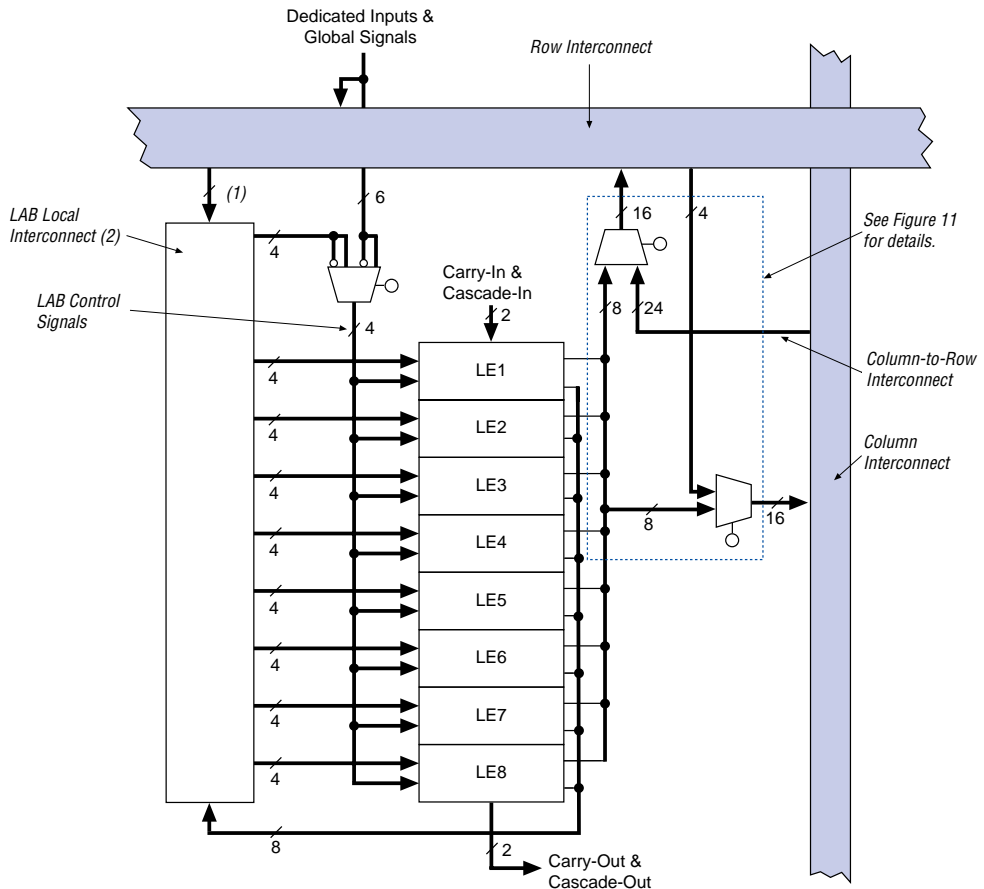 Dedicated Inputs &
Global Signals
Row Interconnect
(1)
6
16
4
LAB Local
Interconnect (2)
See Figure 11
for details.
4
Carry-In &
Cascade-In
8
24
LAB Control
Signals
4
2
LE1
4
Column-to-Row
Interconnect
LE2
4
Column
Interconnect
LE3
4
LE4
4
8
16
LE5
4
LE6
4
LE7
4
LE8
4
8
2
Carry-Out &
Cascade-Out